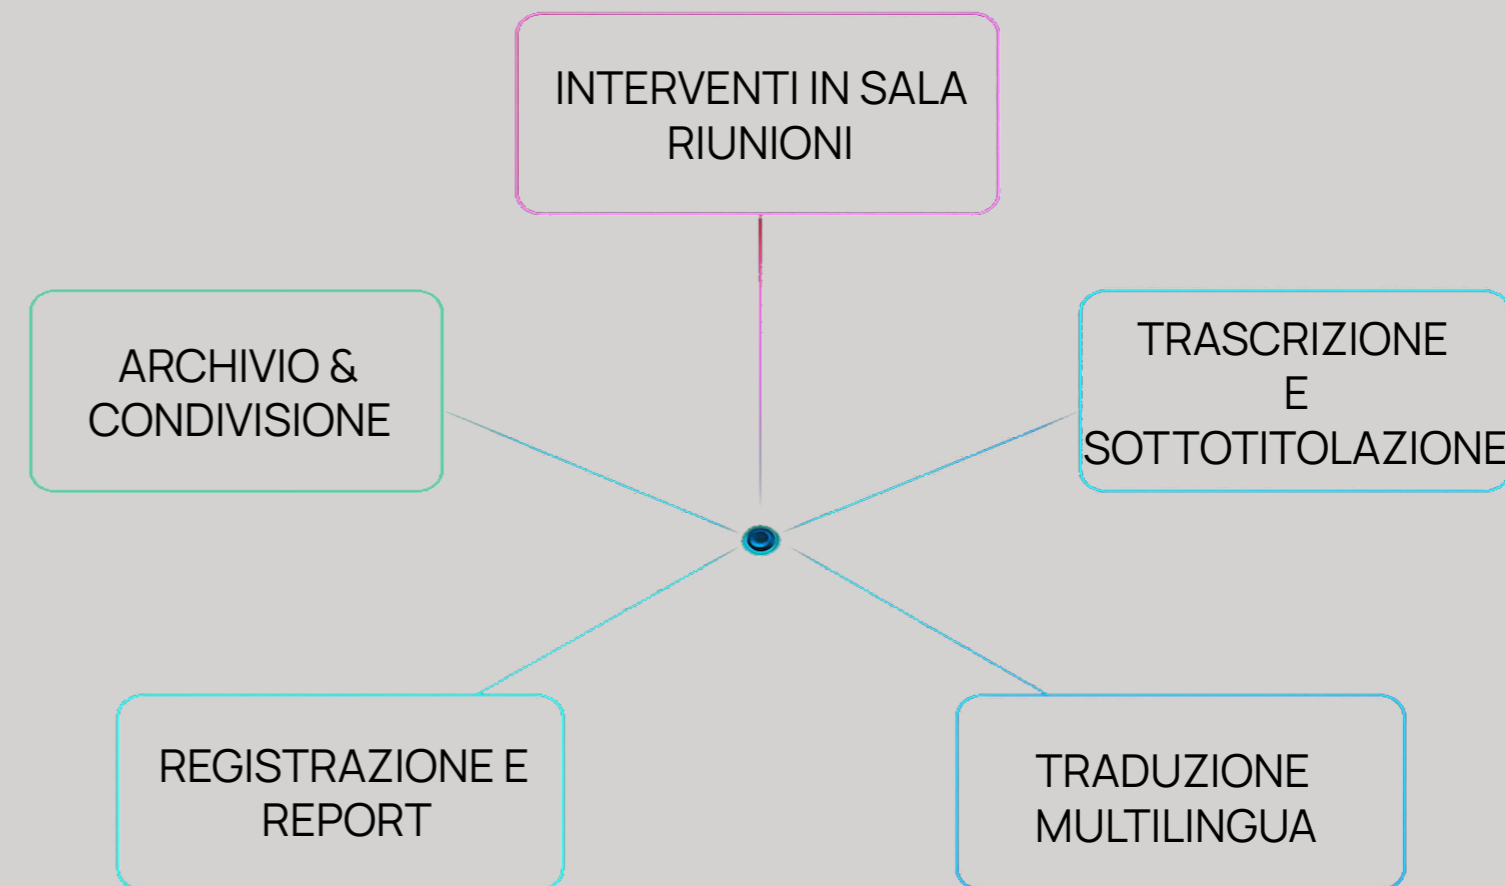 INTERVENTI IN SALA
RIUNIONI
ARCHIVIO &
CONDIVISIONE
TRASCRIZIONE
E
SOTTOTITOLAZIONE
REGISTRAZIONE E
REPORT
TRADUZIONE
MULTILINGUA